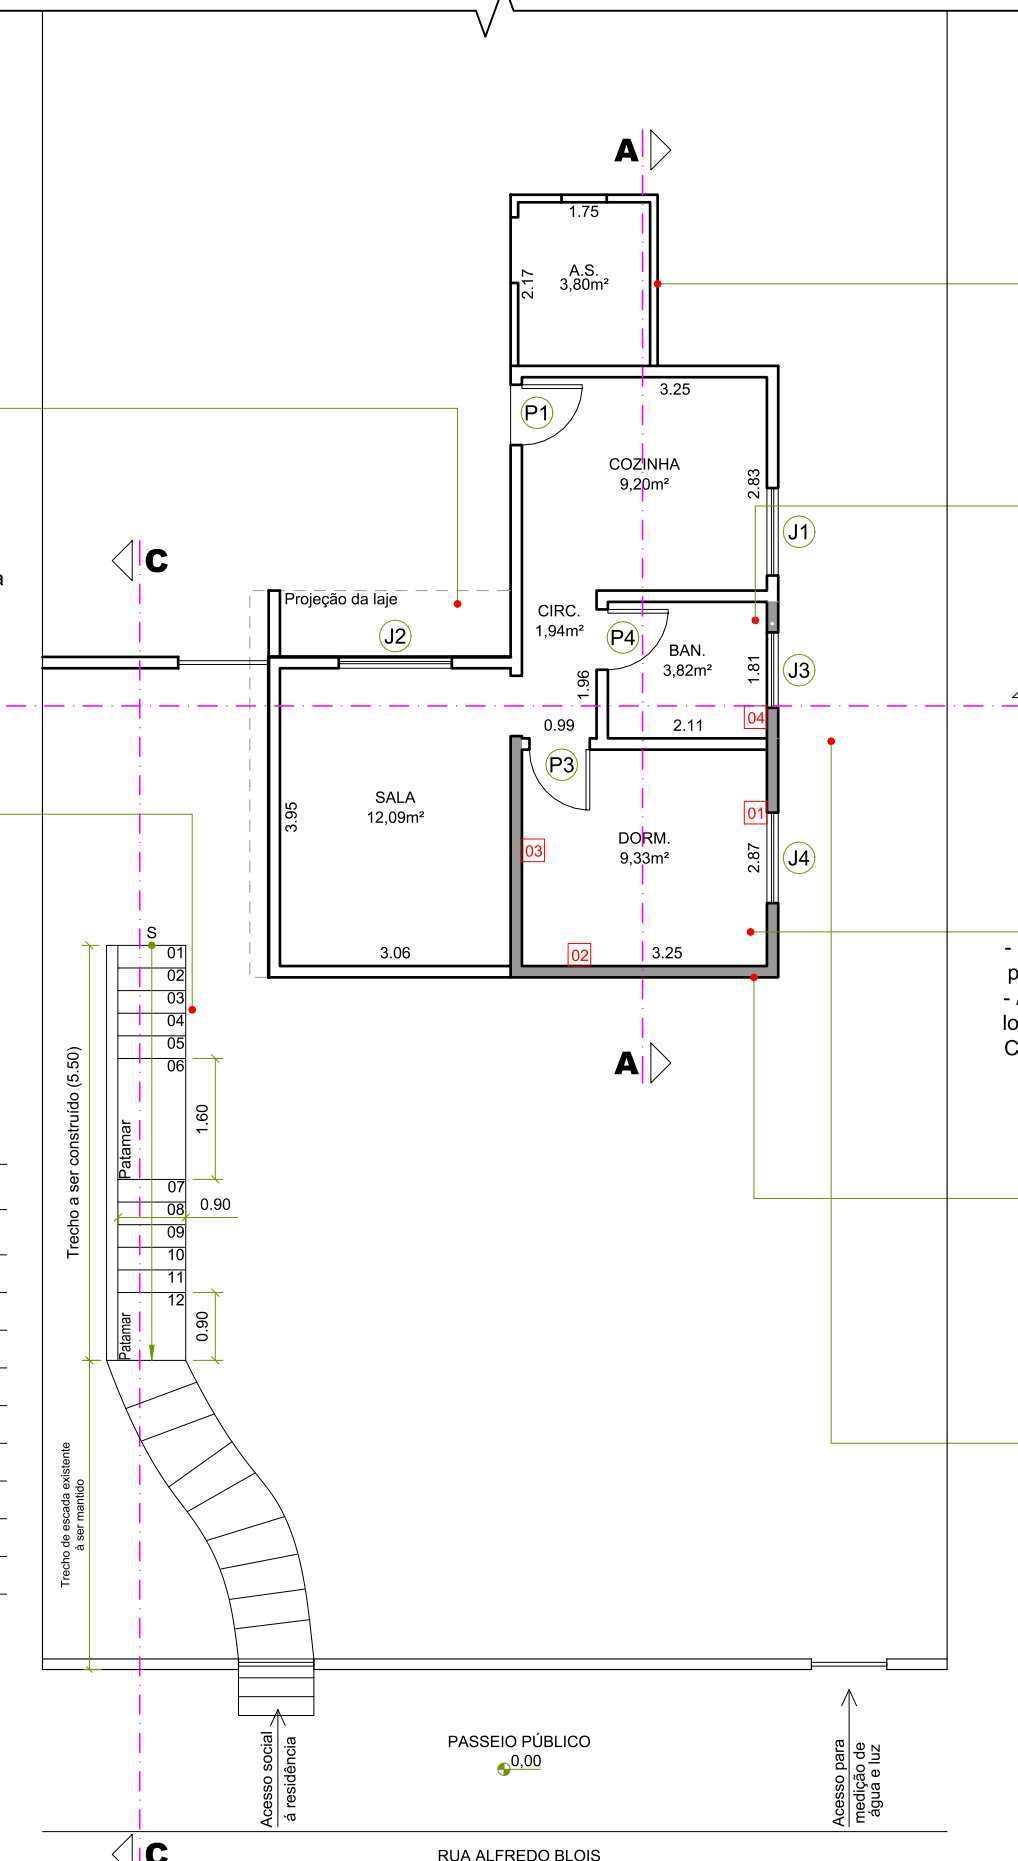 A
1.75
A.S.
3,80m²
2.17
3.25
P1
COZINHA
9,20m²
2.83
J1
C
a
Projeção da laje
J2
CIRC.
1,94m²
P4
BAN.
3,82m²
1.81
J3
1.96
0.99
2.11
04
P3
SALA
12,09m²
3.95
01
DORM.
9,33m²
03
2.87
J4
02
3.06
3.25
-
p
- A
lo
C
S
01
02
03
04
05
06
A
Trecho a ser construído (5.50)
Patamar
1.60
07
08
0.90
09
10
11
12
Patamar
0.90
Trecho de escada existente
à ser mantido
Acesso social
á residência
PASSEIO PÚBLICO
0,00
Acesso para
medição de
água e luz
C
RUA ALFREDO BLOIS